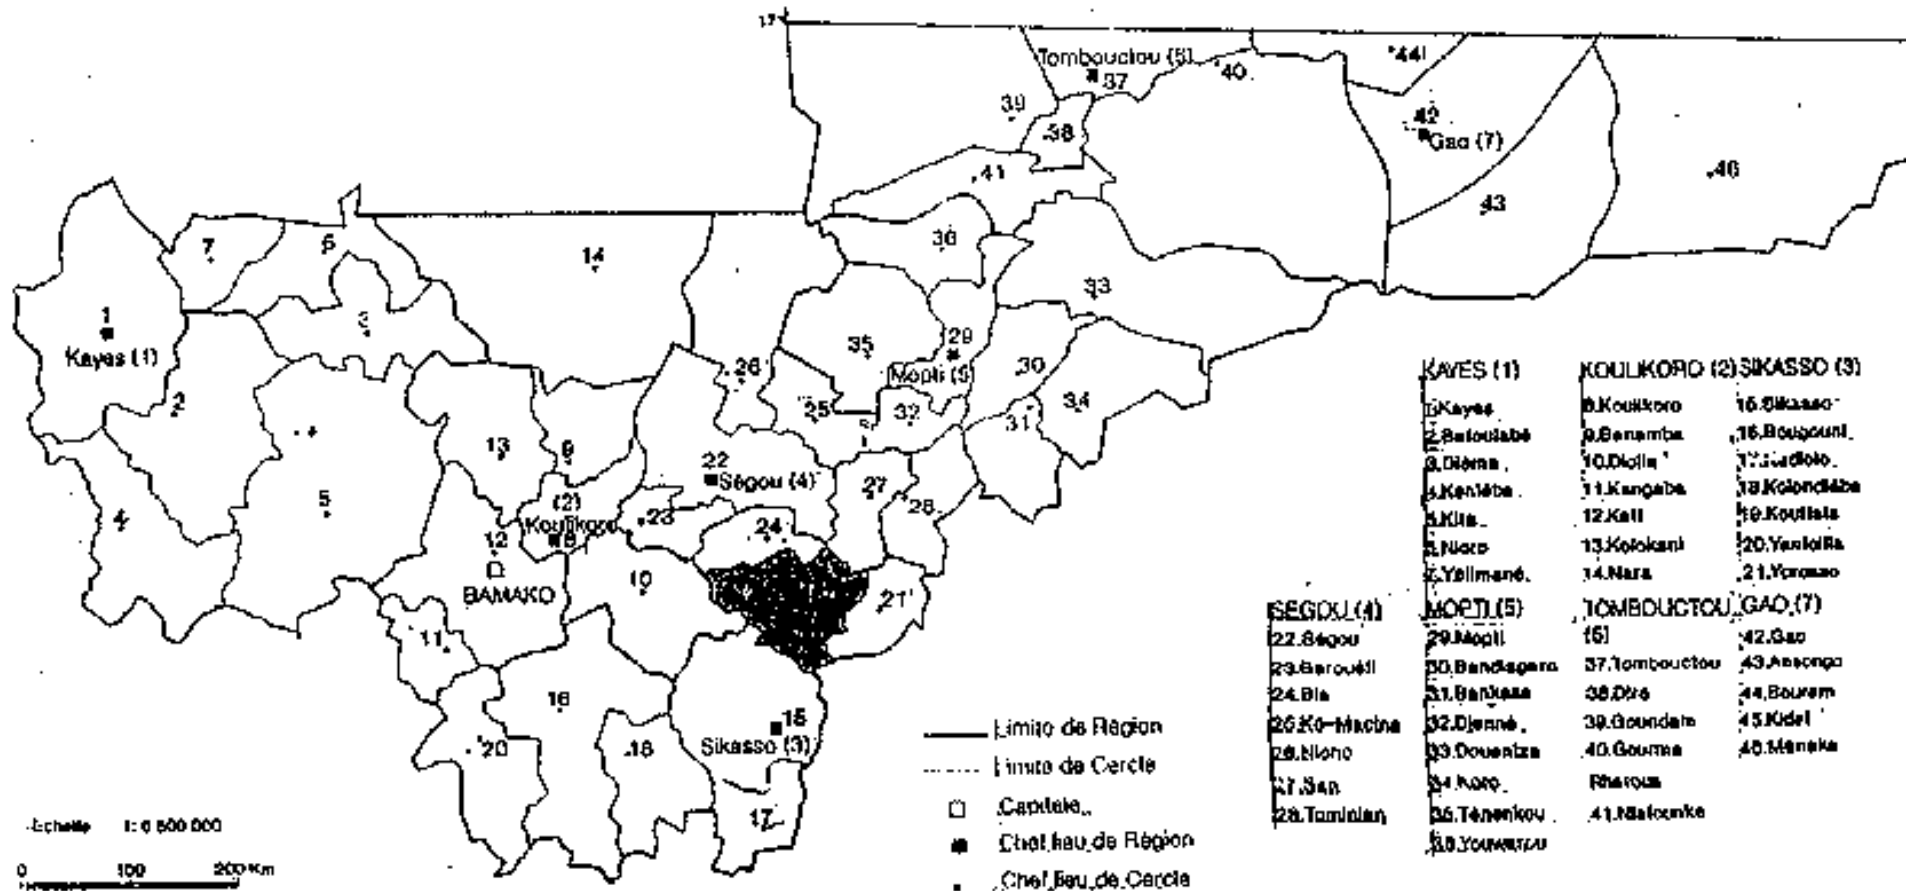 17
Tombouctou (6)
37
40
44
39
38
42
Gao (7)
41
46
43
7
6
14
36
1
Kayes (1)
3
33
29
35
Mopti (5)
30
26
2
25
32
31
34
13
9
22
Ségou (4)
27
28
4
5
(2)
Koulikoro
8
23
24
12
BAMAKO
10
21
11
16
15
Sikasso (3)
20
18
17
KAYES (1)
1.Kayes
2.Bafoulabé
3.Diéma
4.Keniéba
5.Kita
6.Nioro
7.Yélimané
KOULIKORO (2)
8.Koulikoro
9.Banamba
10.Dioila
11.Kangaba
12.Kati
13.Kolokani
14.Nara
SIKASSO (3)
15.Sikasso
16.Bougouni
17.Kadiolo
18.Kolondiéba
19.Koutiala
20.Yanfolila
21.Yorosso
SEGOU (4)
22.Ségou
23.Barouéli
24.Bla
25.Ke-Macina
26.Niono
27.San
28.Tominian
MOPTI (5)
29.Mopti
30.Bandiagara
31.Bankass
32.Djenné
33.Douentza
34.Koro
35.Ténenkou
36.Youwarou
TOMBOUCTOU
(6)
37.Tombouctou
38.Diré
39.Goundam
40.Gourma
Rharous
41.Niafounke
GAO (7)
42.Gao
43.Ansongo
44.Bourem
45.Kidal
46.Menaka
Limite de Région
Limite de Cercle
Capitale
Chef lieu de Région
Chef lieu de Cercle
Echelle 1: 6 500 000
0 100 200 Km